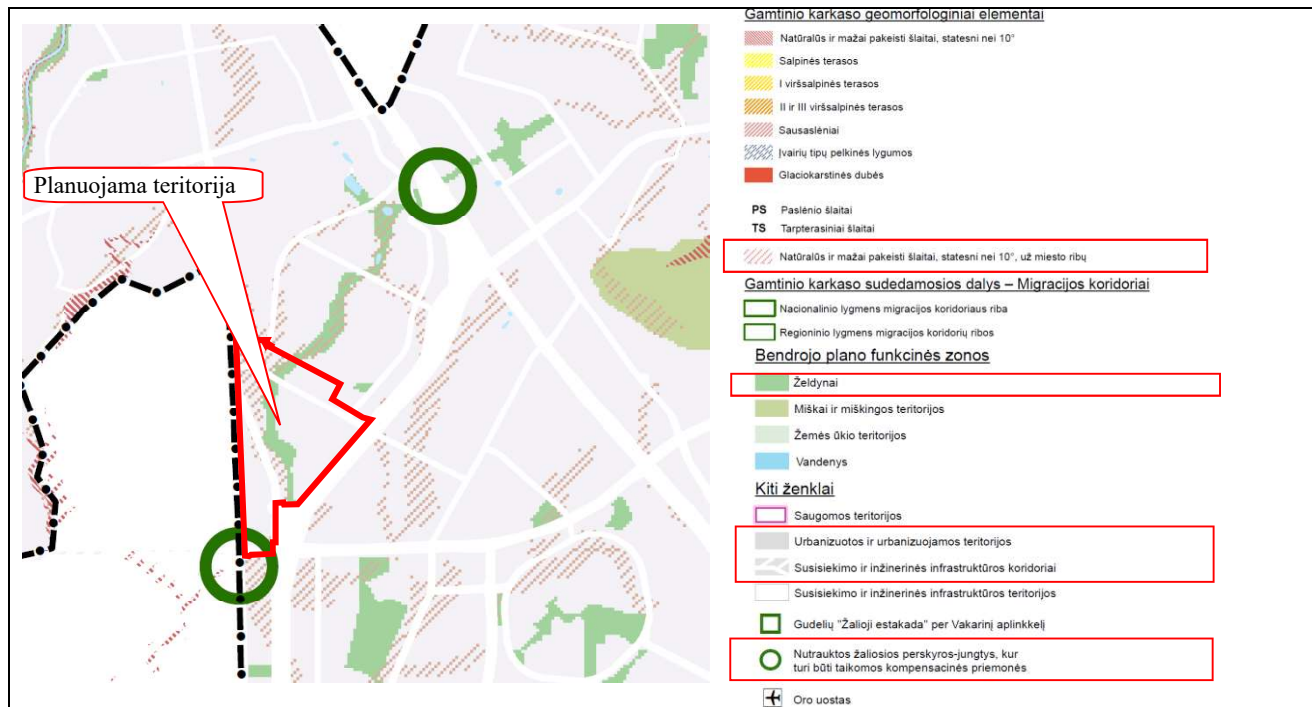 Planuojama teritorija
Gamtinio karkaso geomorfologiniai elementai
Natūralūs ir mažai pakeisti šlaitai, statesni nei 10°
Salpinės terasos
I viršsalpinės terasos
II ir III viršsalpinės terasos
Sausaslėniai
Įvairių tipų pelkinės lygumos
Glaciokarstinės dubės
PS Paslėnio šlaitai
TS Tarpterasiniai šlaitai
Natūralūs ir mažai pakeisti šlaitai, statesni nei 10°, už miesto ribų
Gamtinio karkaso sudedamosios dalys – Migracijos koridoriai
Nacionalinio lygmens migracijos koridoriaus riba
Regioninio lygmens migracijos koridorių ribos
Bendrojo plano funkcinės zonos
Želdynai
Miškai ir miškingos teritorijos
Žemės ūkio teritorijos
Vandenys
Kiti ženklai
Saugomos teritorijos
Urbanizuotos ir urbanizuojamos teritorijos
Susisiekimo ir inžinerinės infrastruktūros koridoriai
Susisiekimo ir inžinerinės infrastruktūros teritorijos
Gudelių "Žalioji estakada" per Vakarinį aplinkkelį
Nutrauktos žaliosios perskyros-jungtys, kur
turi būti taikomos kompensacinės priemonės
Oro uostas